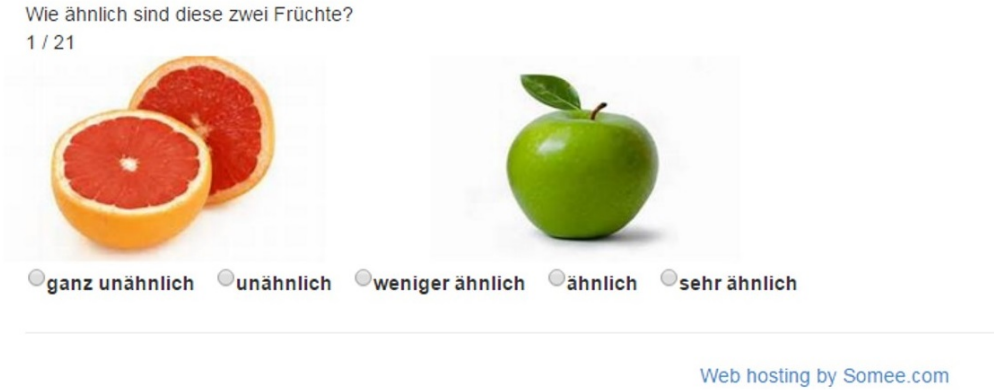 Wie ähnlich sind diese zwei Früchte?
1 / 21
ganz unähnlich unähnlich weniger ähnlich ähnlich sehr ähnlich
Web hosting by Somee.com